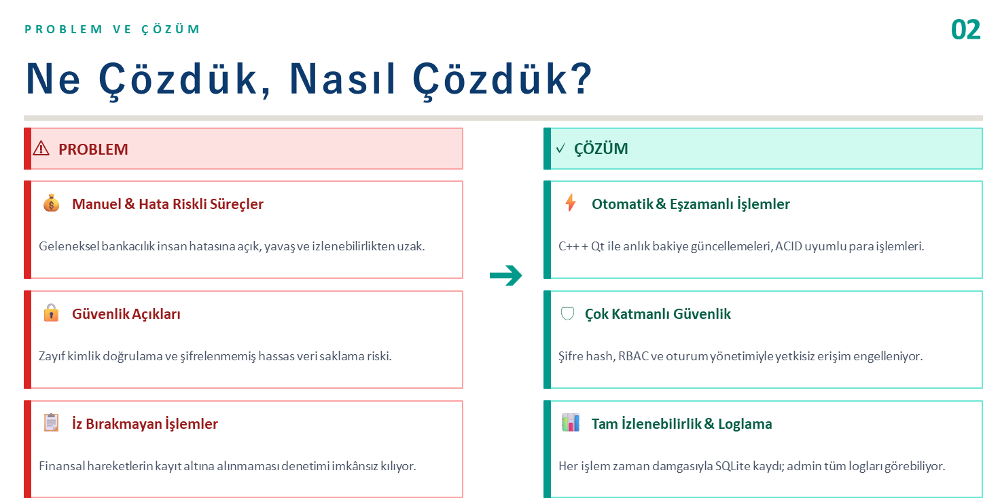 PROBLEM VE ÇÖZÜM
02
Ne Çözdük, Nasıl Çözdük?
PROBLEM
Manuel & Hata Riskli Süreçler
Geleneksel bankacılık insan hatasına açık, yavaş ve izlenebilirlikten uzak.
Güvenlik Açıkları
Zayıf kimlik doğrulama ve şifrelenmemiş hassas veri saklama riski.
İz Bırakmayan İşlemler
Finansal hareketlerin kayıt altına alınmaması denetimi imkânsız kılıyor.
ÇÖZÜM
Otomatik & Eşzamanlı İşlemler
C++ + Qt ile anlık bakiye güncellemeleri, ACID uyumlu para işlemleri.
Çok Katmanlı Güvenlik
Şifre hash, RBAC ve oturum yönetimiyle yetkisiz erişim engelleniyor.
Tam İzlenebilirlik & Loglama
Her işlem zaman damgasıyla SQLite kaydı; admin tüm logları görebiliyor.